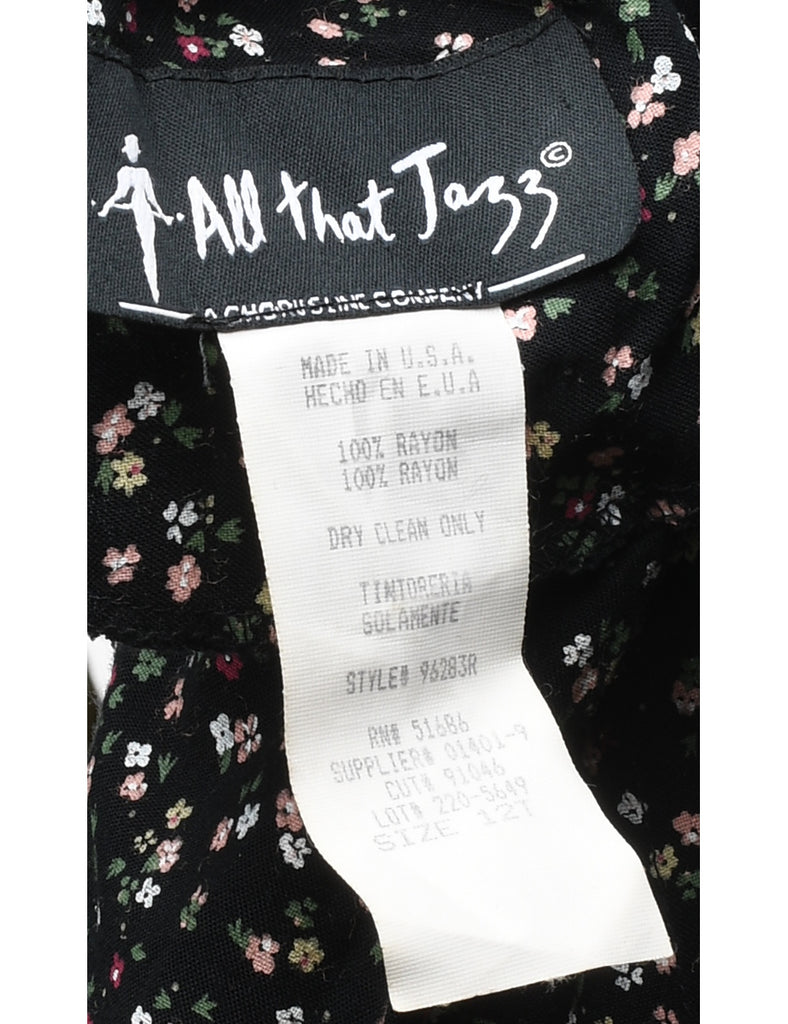 All that Jazz ©
A CHORUS LINE COMPANY
MADE IN U.S.A.
HECHO EN E.U.A
100% RAYON
100% RAYON
DRY CLEAN ONLY
TINTORERIA
SOLAMENTE
STYLE# 96283R
RN# 51686
SUPPLIER# 01401-9
CUT# 91046
LOT# 220-5649
SIZE 12T